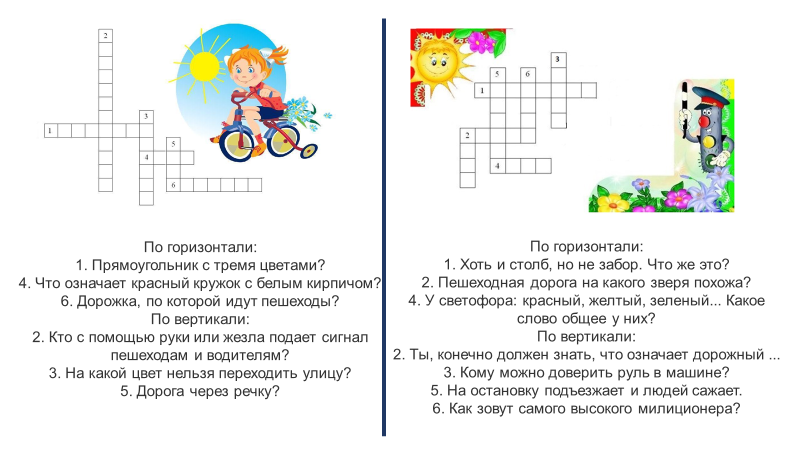 2
3
1
5
4
6
По горизонтали:
1. Прямоугольник с тремя цветами?
4. Что означает красный кружок с белым кирпичом?
6. Дорожка, по которой идут пешеходы?
По вертикали:
2. Кто с помощью руки или жезла подает сигнал
пешеходам и водителям?
3. На какой цвет нельзя переходить улицу?
5. Дорога через речку?
3
5
6
1
2
4
По горизонтали:
1. Хоть и столб, но не забор. Что же это?
2. Пешеходная дорога на какого зверя похожа?
4. У светофора: красный, желтый, зеленый... Какое
слово общее у них?
По вертикали:
2. Ты, конечно должен знать, что означает дорожный ...
3. Кому можно доверить руль в машине?
5. На остановку подъезжает и людей сажает.
6. Как зовут самого высокого милиционера?